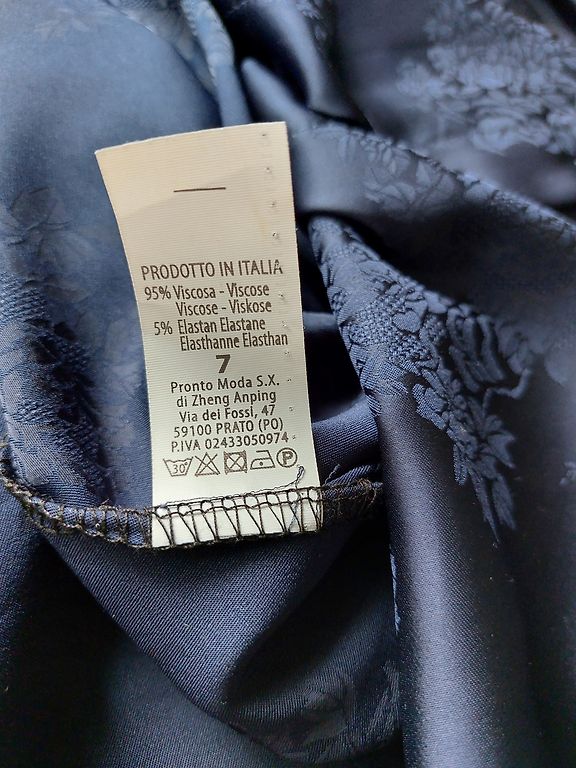 PRODOTTO IN ITALIA
95% Viscosa - Viscose
Viscose - Viskose
5% Elastan Elastane
Elasthanne Elasthan
7
Pronto Moda S.X.
di Zheng Anping
Via dei Fossi, 47
59100 PRATO (PO)
P.IVA 02433050974
30° P